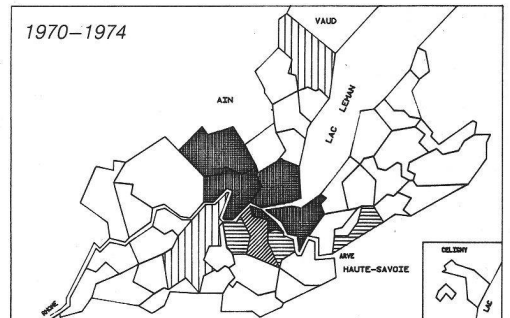 1970–1974
VAUD
AIN
LAC LEMAN
ARVE
HAUTE-SAVOIE
RHONE
CELIGNY
LAC